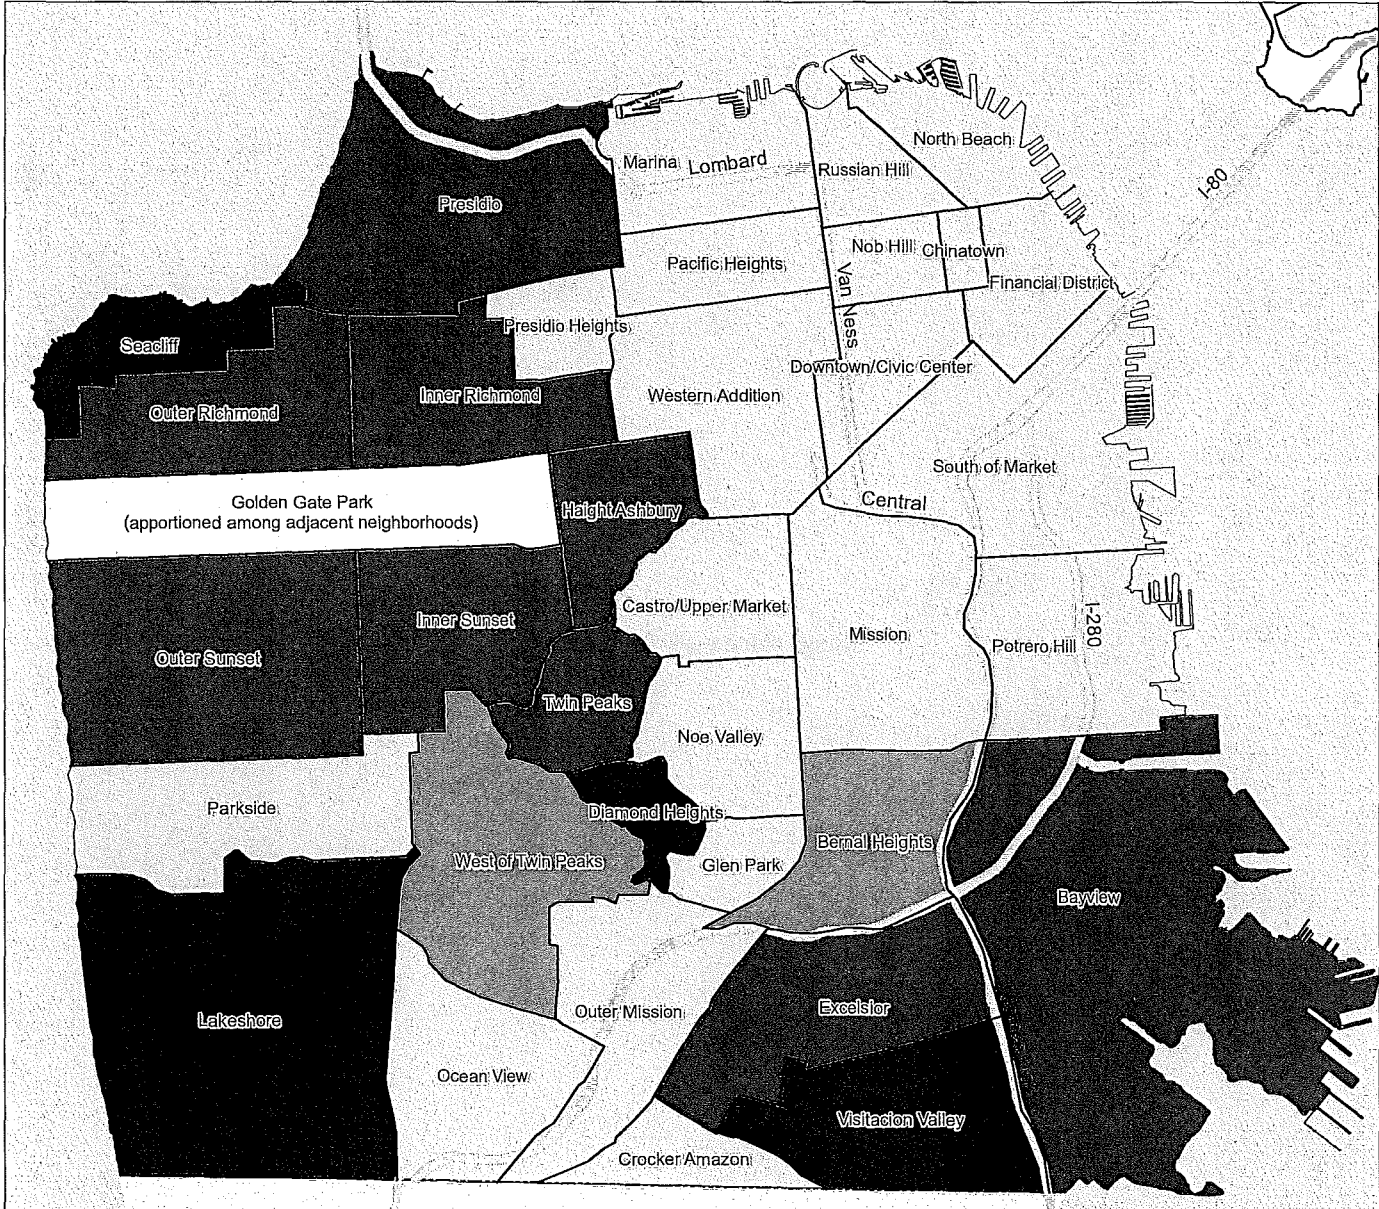 North Beach
Marina
Lombard
Russian Hill
I-80
Presidio
Nob Hill
Chinatown
Pacific Heights
Van Ness
Financial District
Presidio Heights
Seacliff
Downtown/Civic Center
Inner Richmond
Western Addition
Outer Richmond
South of Market
Golden Gate Park
(apportioned among adjacent neighborhoods)
Haight Ashbury
Central
Castro/Upper Market
Inner Sunset
Mission
I-280
Potrero Hill
Outer Sunset
Twin Peaks
Noe Valley
Parkside
Diamond Heights
Bernal Heights
West of Twin Peaks
Glen Park
Bayview
Outer Mission
Excelsior
Lakeshore
Ocean View
Visitacion Valley
Crocker Amazon